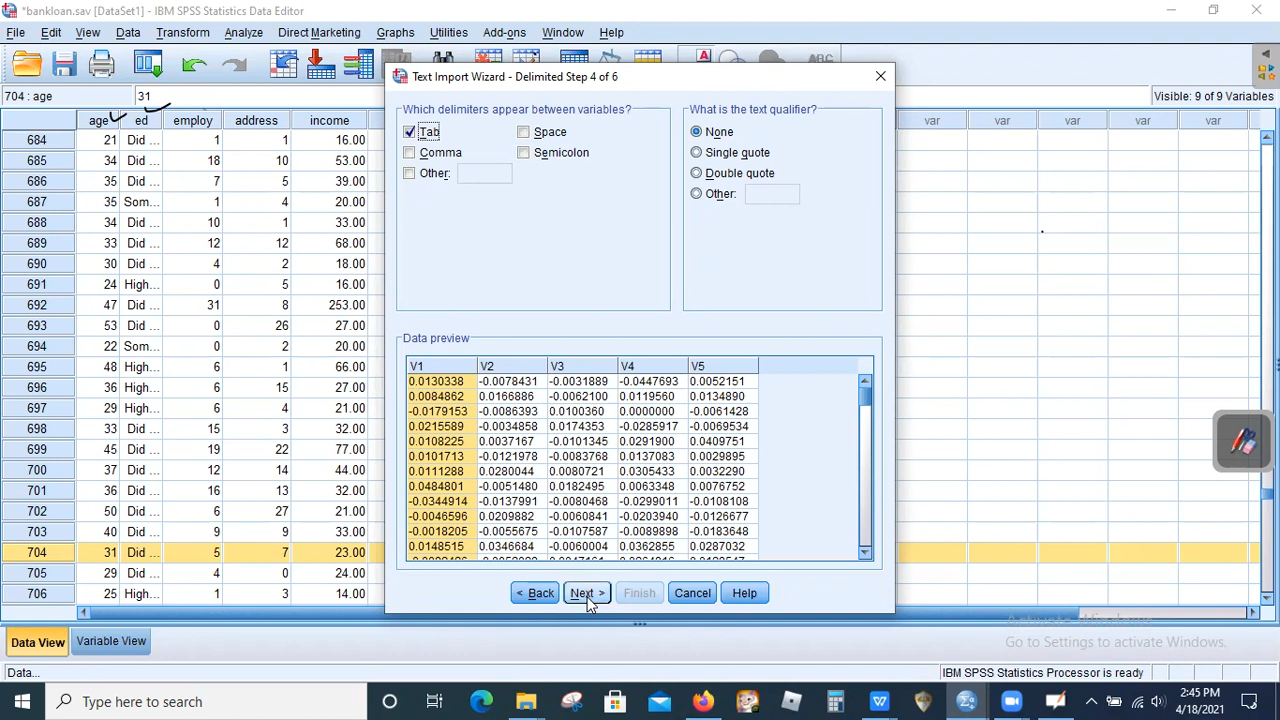 *bankloan.sav [DataSet1] - IBM SPSS Statistics Data Editor
File Edit View Data Transform Analyze Direct Marketing Graphs Utilities Add-ons Window Help
704 : age 31 Visible: 9 of 9 Variables
age ed employ address income var var var var var
684 21 Did ... 1 1 16.00
685 34 Did ... 18 10 53.00
686 35 Did ... 7 5 39.00
687 35 Som... 1 4 20.00
688 34 Did ... 10 1 33.00
689 33 Did ... 12 12 68.00
690 30 Did ... 4 2 18.00
691 24 High... 0 5 16.00
692 47 Did ... 31 8 253.00
693 53 Did ... 0 26 27.00
694 22 Som... 0 2 20.00
695 48 High... 1 1 66.00
696 36 High... 0 15 27.00
697 29 High... 6 4 21.00
698 33 Did ... 15 3 32.00
699 45 Did ... 19 22 77.00
700 37 Did ... 12 14 44.00
701 36 Did ... 16 13 32.00
702 50 Did ... 6 27 21.00
703 40 Did ... 9 9 33.00
704 31 Did ... 5 7 23.00
705 29 Did ... 4 0 24.00
706 25 High... 1 3 14.00
Text Import Wizard - Delimited Step 4 of 6
Which delimiters appear between variables?
Tab Space
Comma Semicolon
Other:
What is the text qualifier?
None
Single quote
Double quote
Other:
Data preview
V1 V2 V3 V4 V5
0.0130338 -0.0078431 -0.0031889 -0.0447693 0.0052151
0.0084862 0.0166886 -0.0062100 0.0119560 0.0134890
-0.0179153 -0.0086393 0.0100360 0.0000000 -0.0061428
0.0215589 -0.0034858 0.0174353 -0.0285917 -0.0069534
0.0108225 0.0037167 -0.0101345 0.0291900 0.0409751
0.0101713 -0.0121978 -0.0083768 0.0137083 0.0029895
0.0111288 0.0280044 0.0080721 0.0305433 0.0032290
0.0484801 -0.0051480 0.0182495 0.0063348 0.0076752
-0.0344914 -0.0137991 -0.0080468 -0.0299011 -0.0108108
-0.0046596 0.0209882 -0.0060841 -0.0203940 -0.0126677
-0.0018205 -0.0055675 -0.0107587 -0.0089898 -0.0183648
0.0148515 0.0346684 -0.0060004 0.0362855 0.0287032
< Back Next > Finish Cancel Help
Activate Windows
Go to Settings to activate Windows.
Data View Variable View
Data... IBM SPSS Statistics Processor is ready
Type here to search
2:45 PM
4/18/2021